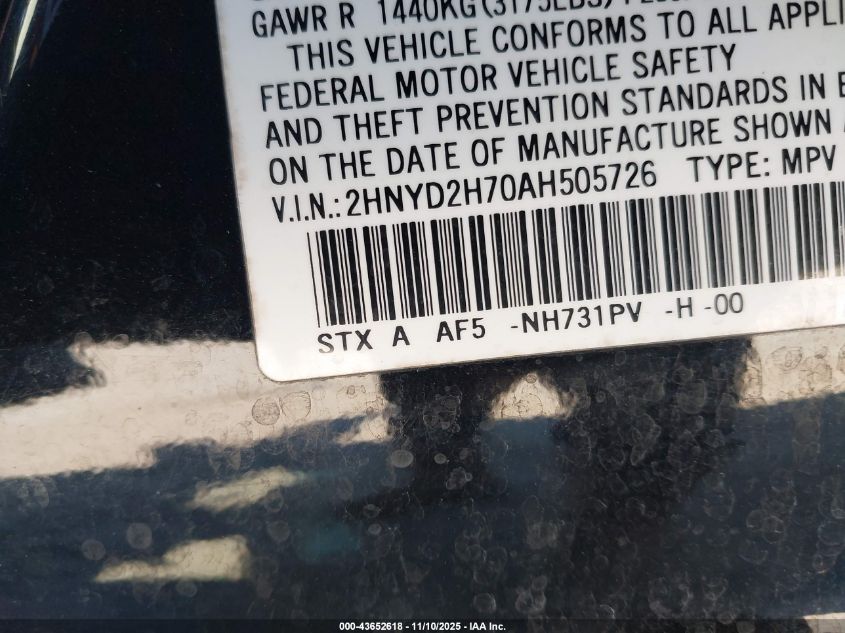 GAWR R 1440KG(3175LBS)
THIS VEHICLE CONFORMS TO ALL APPLI
FEDERAL MOTOR VEHICLE SAFETY
AND THEFT PREVENTION STANDARDS IN E
ON THE DATE OF MANUFACTURE SHOWN A
V.I.N.: 2HNYD2H70AH505726 TYPE: MPV
STX A AF5 -NH731PV -H -00
000-43652618 - 11/10/2025 - IAA Inc.